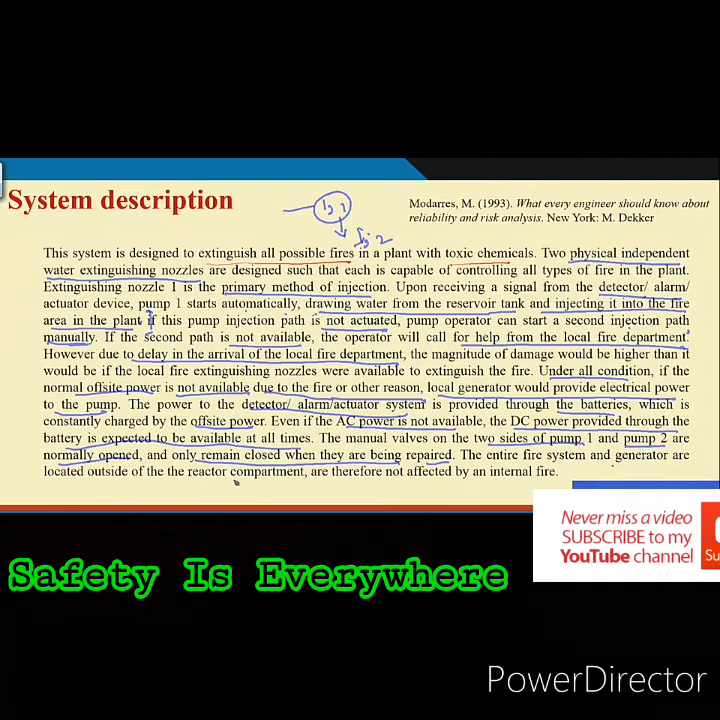 System description
Modarres, M. (1993). What every engineer should know about
reliability and risk analysis. New York: M. Dekker
This system is designed to extinguish all possible fires in a plant with toxic chemicals. Two physical independent
water extinguishing nozzles are designed such that each is capable of controlling all types of fire in the plant.
Extinguishing nozzle 1 is the primary method of injection. Upon receiving a signal from the detector/ alarm/
actuator device, pump 1 starts automatically, drawing water from the reservoir tank and injecting it into the fire
area in the plant. If this pump injection path is not actuated, pump operator can start a second injection path
manually. If the second path is not available, the operator will call for help from the local fire department.
However due to delay in the arrival of the local fire department, the magnitude of damage would be higher than it
would be if the local fire extinguishing nozzles were available to extinguish the fire. Under all condition, if the
normal offsite power is not available due to the fire or other reason, local generator would provide electrical power
to the pump. The power to the detector/ alarm/actuator system is provided through the batteries, which is
constantly charged by the offsite power. Even if the AC power is not available, the DC power provided through the
battery is expected to be available at all times. The manual valves on the two sides of pump 1 and pump 2 are
normally opened, and only remain closed when they are being repaired. The entire fire system and generator are
located outside of the the reactor compartment, are therefore not affected by an internal fire.
Never miss a video
SUBSCRIBE to my
YouTube channel
Su
Safety Is Everywhere
PowerDirector